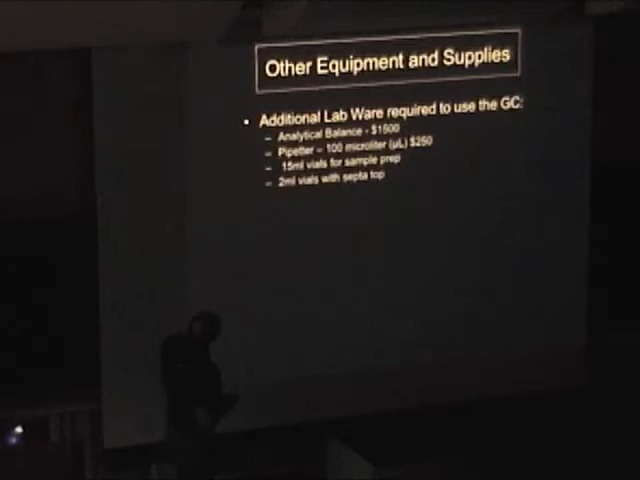 Other Equipment and Supplies
• Additional Lab Ware required to use the GC:
– Analytical Balance - $1500
– Pipetter – 100 microliter (µL) $250
– 15ml vials for sample prep
– 2ml vials with septa top